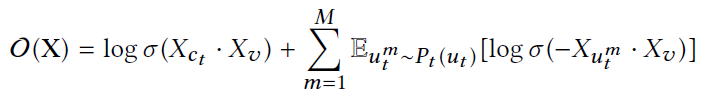 𝒪(𝐗) = log σ(X_{c_t} · X_v) + ∑_{m=1}^{M} 𝔼_{u_t^m∼P_t(u_t)}[log σ(−X_{u_t^m} · X_v)]